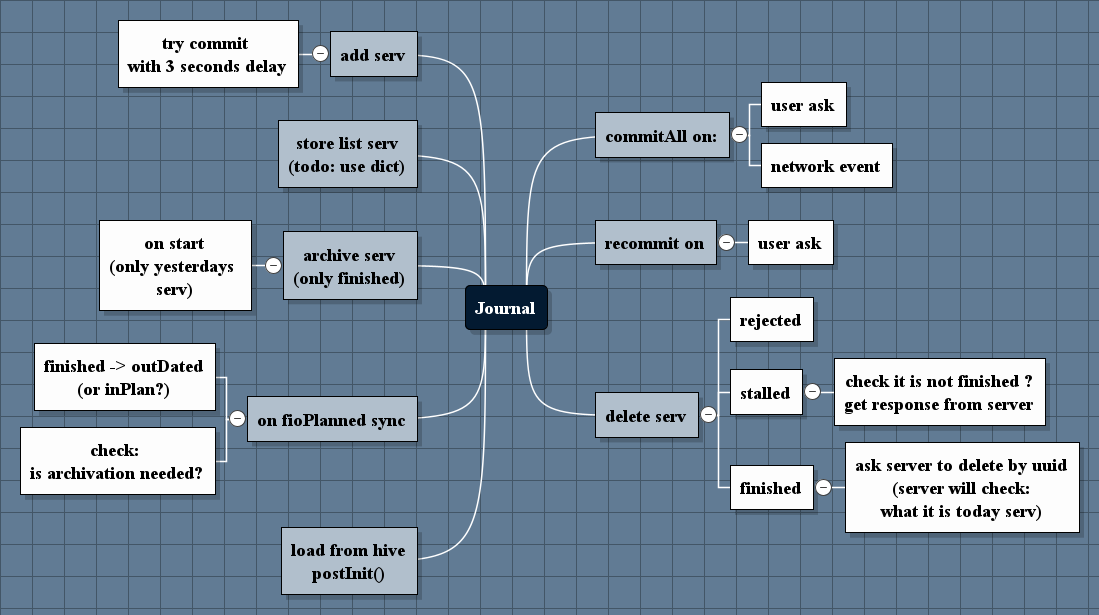 try commit
with 3 seconds delay
add serv
store list serv
(todo: use dict)
on start
(only yesterdays
serv)
archive serv
(only finished)
finished -> outDated
(or inPlan?)
check:
is archivation needed?
on fioPlanned sync
load from hive
postInit()
Journal
commitAll on:
user ask
network event
recommit on
user ask
delete serv
rejected
stalled
check it is not finished ?
get response from server
finished
ask server to delete by uuid
(server will check:
what it is today serv)